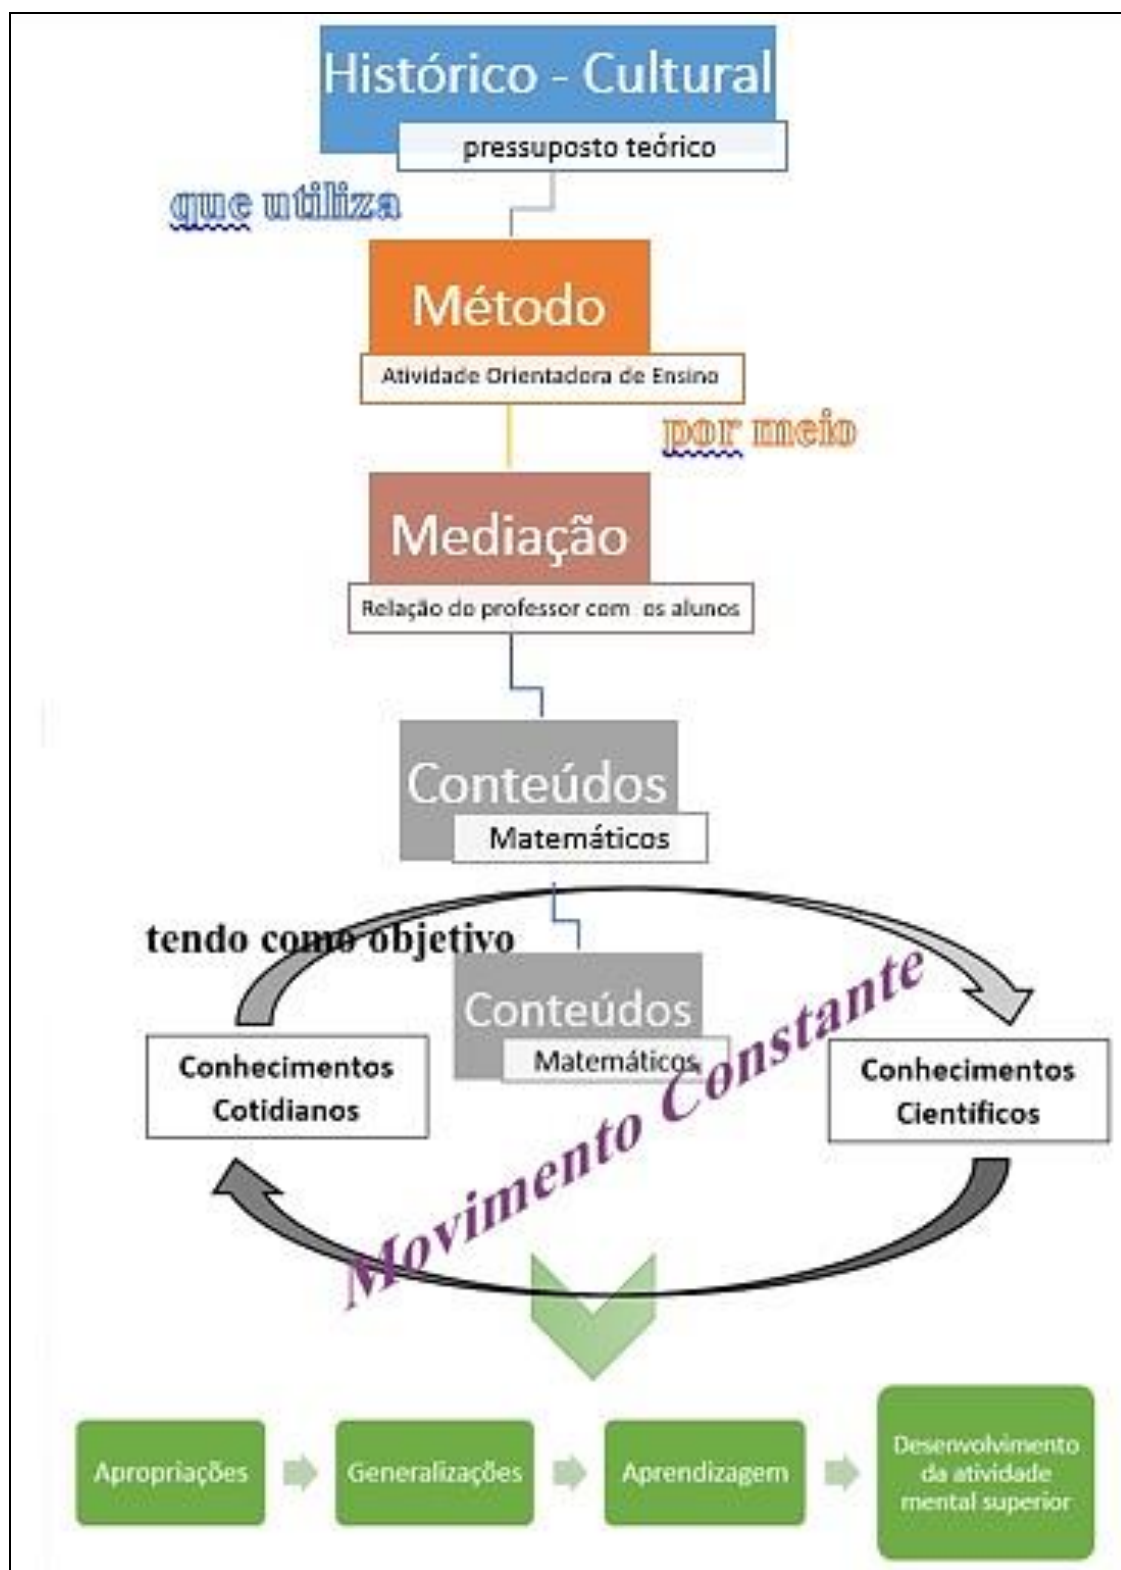 Histórico - Cultural
pressuposto teórico
que utiliza
Método
Atividade Orientadora de Ensino
por meio
Mediação
Relação do professor com os alunos
Conteúdos
Matemáticos
tendo como objetivo
Conteúdos
Matemáticos
Movimento Constante
Conhecimentos
Cotidianos
Conhecimentos
Científicos
Apropriações
Generalizações
Aprendizagem
Desenvolvimento
da atividade
mental superior